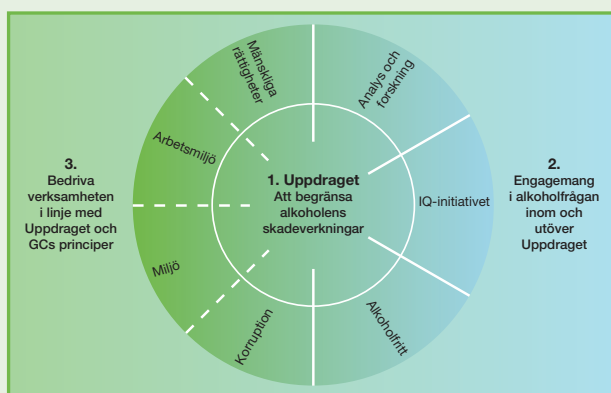 3.
Bedriva
verksamheten
i linje med
Uppdraget och
GCs principer
Mänskliga
rättigheter
Arbetsmiljö
Miljö
Korruption
1. Uppdraget
Att begränsa
alkoholens
skadeverkningar
Analys och
forskning
IQ-initiativet
Alkoholfritt
2.
Engagemang
i alkoholfrågan
inom och
utöver
Uppdraget